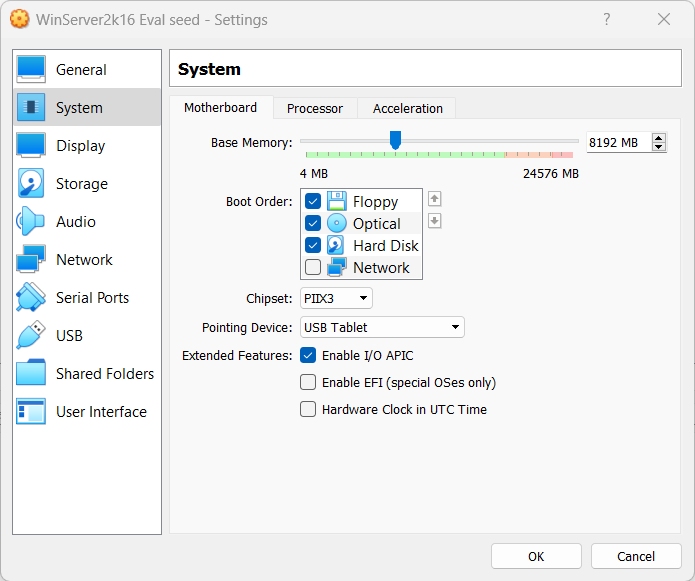 WinServer2k16 Eval seed - Settings
?
General
System
Display
Storage
Audio
Network
Serial Ports
USB
Shared Folders
User Interface
System
Motherboard Processor Acceleration
Base Memory: 8192 MB
4 MB 24576 MB
Boot Order: Floppy
Optical
Hard Disk
Network
Chipset: PIIX3
Pointing Device: USB Tablet
Extended Features: Enable I/O APIC
Enable EFI (special OSes only)
Hardware Clock in UTC Time
OK Cancel